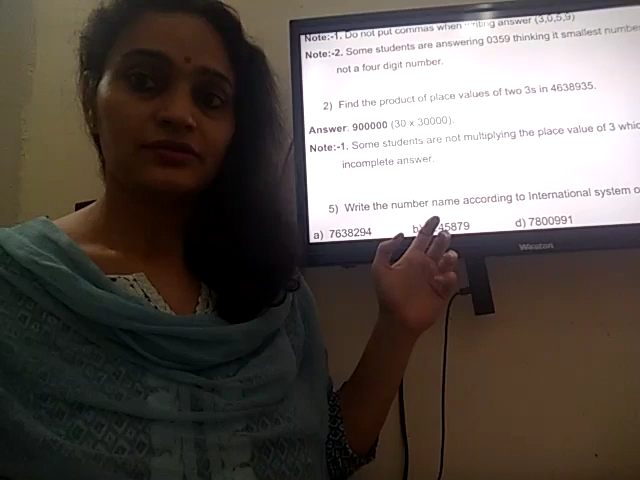 Note:-1. Do not put commas when writing answer (3,0,5,9)
Note:-2. Some students are answering 0359 thinking it smallest number
not a four digit number.
2) Find the product of place values of two 3s in 4638935.
Answer: 900000 (30 x 30000).
Note:-1. Some students are not multiplying the place value of 3
incomplete answer.
5) Write the number name according to International system
a) 7638294 b) 45879 d) 7800991
Weston